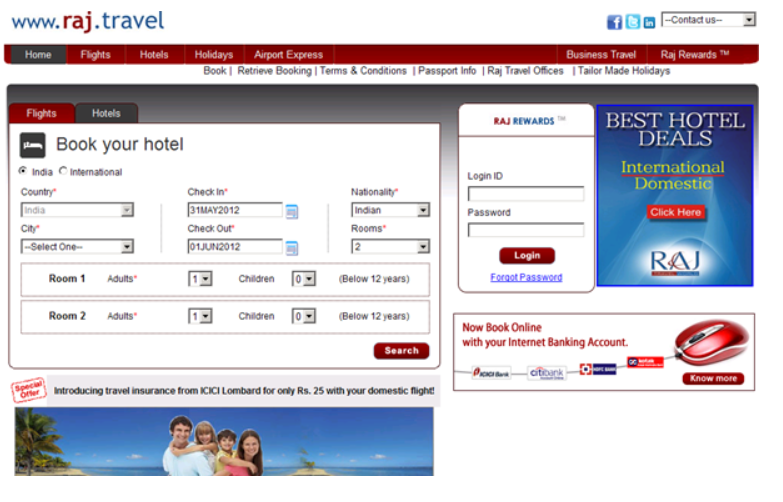 www.raj.travel
--Contact us--
Home Flights Hotels Holidays Airport Express Business Travel Raj Rewards ™
Book | Retrieve Booking | Terms & Conditions | Passport Info | Raj Travel Offices | Tailor Made Holidays
Flights Hotels
Book your hotel
India International
Country* Check In* Nationality*
India 31MAY2012 Indian
City* Check Out* Rooms*
--Select One-- 01JUN2012 2
Room 1 Adults* 1 Children 0 (Below 12 years)
Room 2 Adults* 1 Children 0 (Below 12 years)
Search
RAJ REWARDS ™
Login ID
Password
Login
Forgot Password
BEST HOTEL
DEALS
International
Domestic
Click Here
RAJ
Now Book Online
with your Internet Banking Account.
ICICI Bank citibank HDFC BANK kotak
Know more
Special
Offer
Introducing travel insurance from ICICI Lombard for only Rs. 25 with your domestic flight!